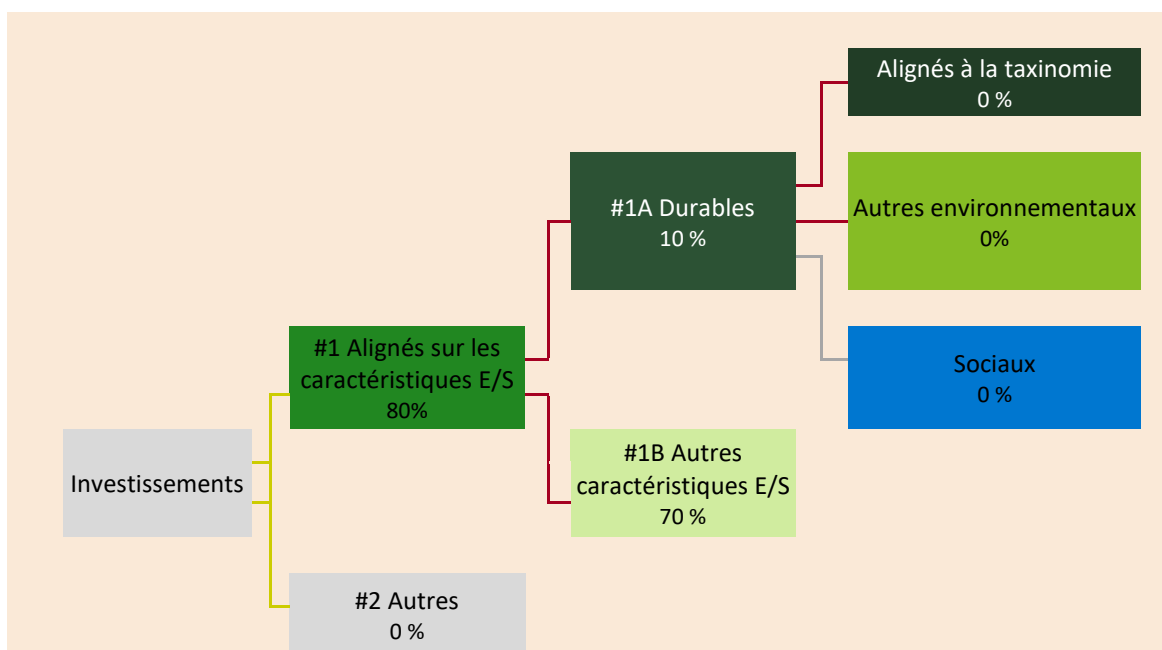 Alignés à la taxinomie
0 %
#1A Durables
10 %
Autres environnementaux
0%
#1 Alignés sur les
caractéristiques E/S
80%
Sociaux
0 %
Investissements
#1B Autres
caractéristiques E/S
70 %
#2 Autres
0 %